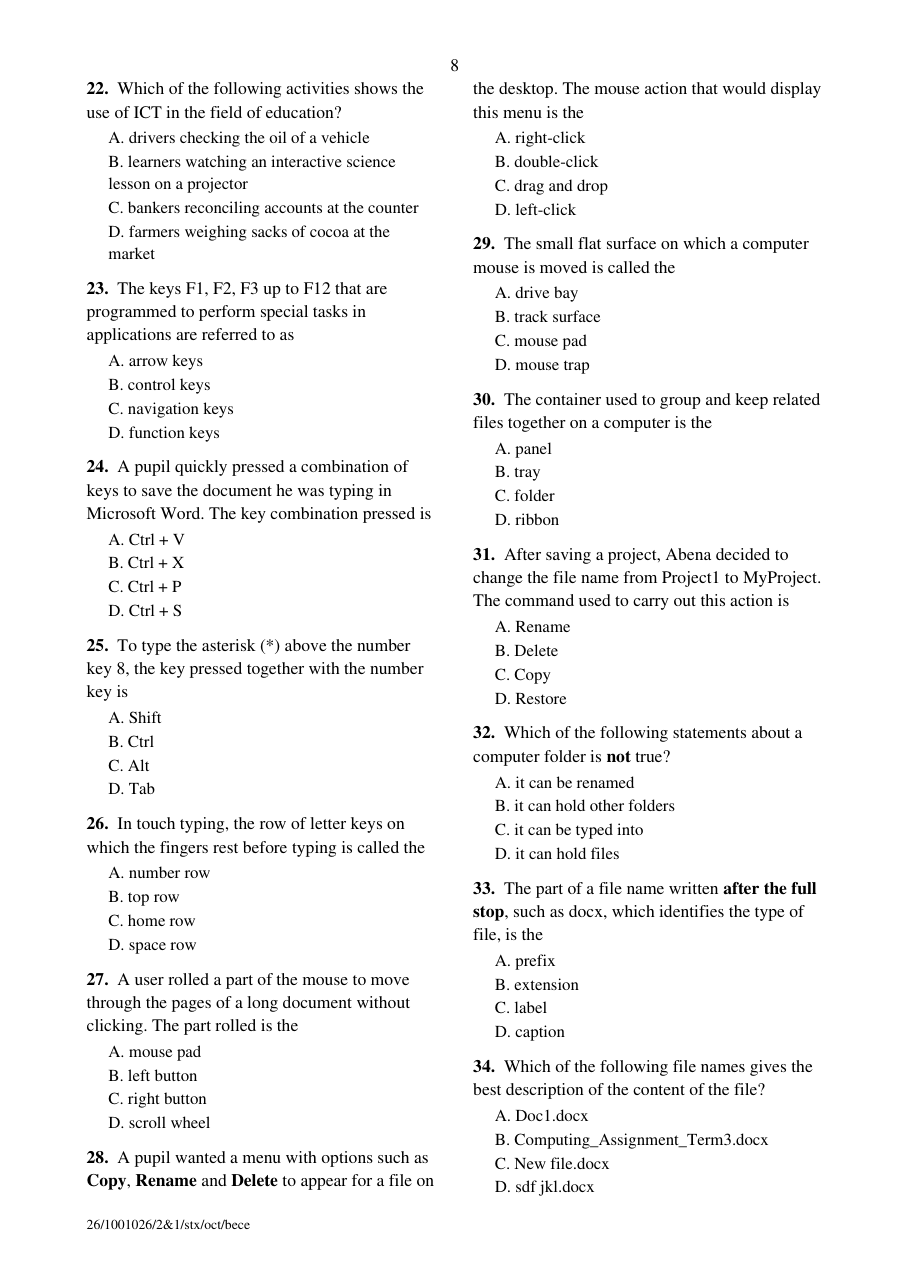 8
22. Which of the following activities shows the
use of ICT in the field of education?
A. drivers checking the oil of a vehicle
B. learners watching an interactive science
lesson on a projector
C. bankers reconciling accounts at the counter
D. farmers weighing sacks of cocoa at the
market
23. The keys F1, F2, F3 up to F12 that are
programmed to perform special tasks in
applications are referred to as
A. arrow keys
B. control keys
C. navigation keys
D. function keys
24. A pupil quickly pressed a combination of
keys to save the document he was typing in
Microsoft Word. The key combination pressed is
A. Ctrl + V
B. Ctrl + X
C. Ctrl + P
D. Ctrl + S
25. To type the asterisk (*) above the number
key 8, the key pressed together with the number
key is
A. Shift
B. Ctrl
C. Alt
D. Tab
26. In touch typing, the row of letter keys on
which the fingers rest before typing is called the
A. number row
B. top row
C. home row
D. space row
27. A user rolled a part of the mouse to move
through the pages of a long document without
clicking. The part rolled is the
A. mouse pad
B. left button
C. right button
D. scroll wheel
28. A pupil wanted a menu with options such as
Copy, Rename and Delete to appear for a file on
the desktop. The mouse action that would display
this menu is the
A. right-click
B. double-click
C. drag and drop
D. left-click
29. The small flat surface on which a computer
mouse is moved is called the
A. drive bay
B. track surface
C. mouse pad
D. mouse trap
30. The container used to group and keep related
files together on a computer is the
A. panel
B. tray
C. folder
D. ribbon
31. After saving a project, Abena decided to
change the file name from Project1 to MyProject.
The command used to carry out this action is
A. Rename
B. Delete
C. Copy
D. Restore
32. Which of the following statements about a
computer folder is not true?
A. it can be renamed
B. it can hold other folders
C. it can be typed into
D. it can hold files
33. The part of a file name written after the full
stop, such as docx, which identifies the type of
file, is the
A. prefix
B. extension
C. label
D. caption
34. Which of the following file names gives the
best description of the content of the file?
A. Doc1.docx
B. Computing_Assignment_Term3.docx
C. New file.docx
D. sdf jkl.docx
26/1001026/2&1/stx/oct/bece